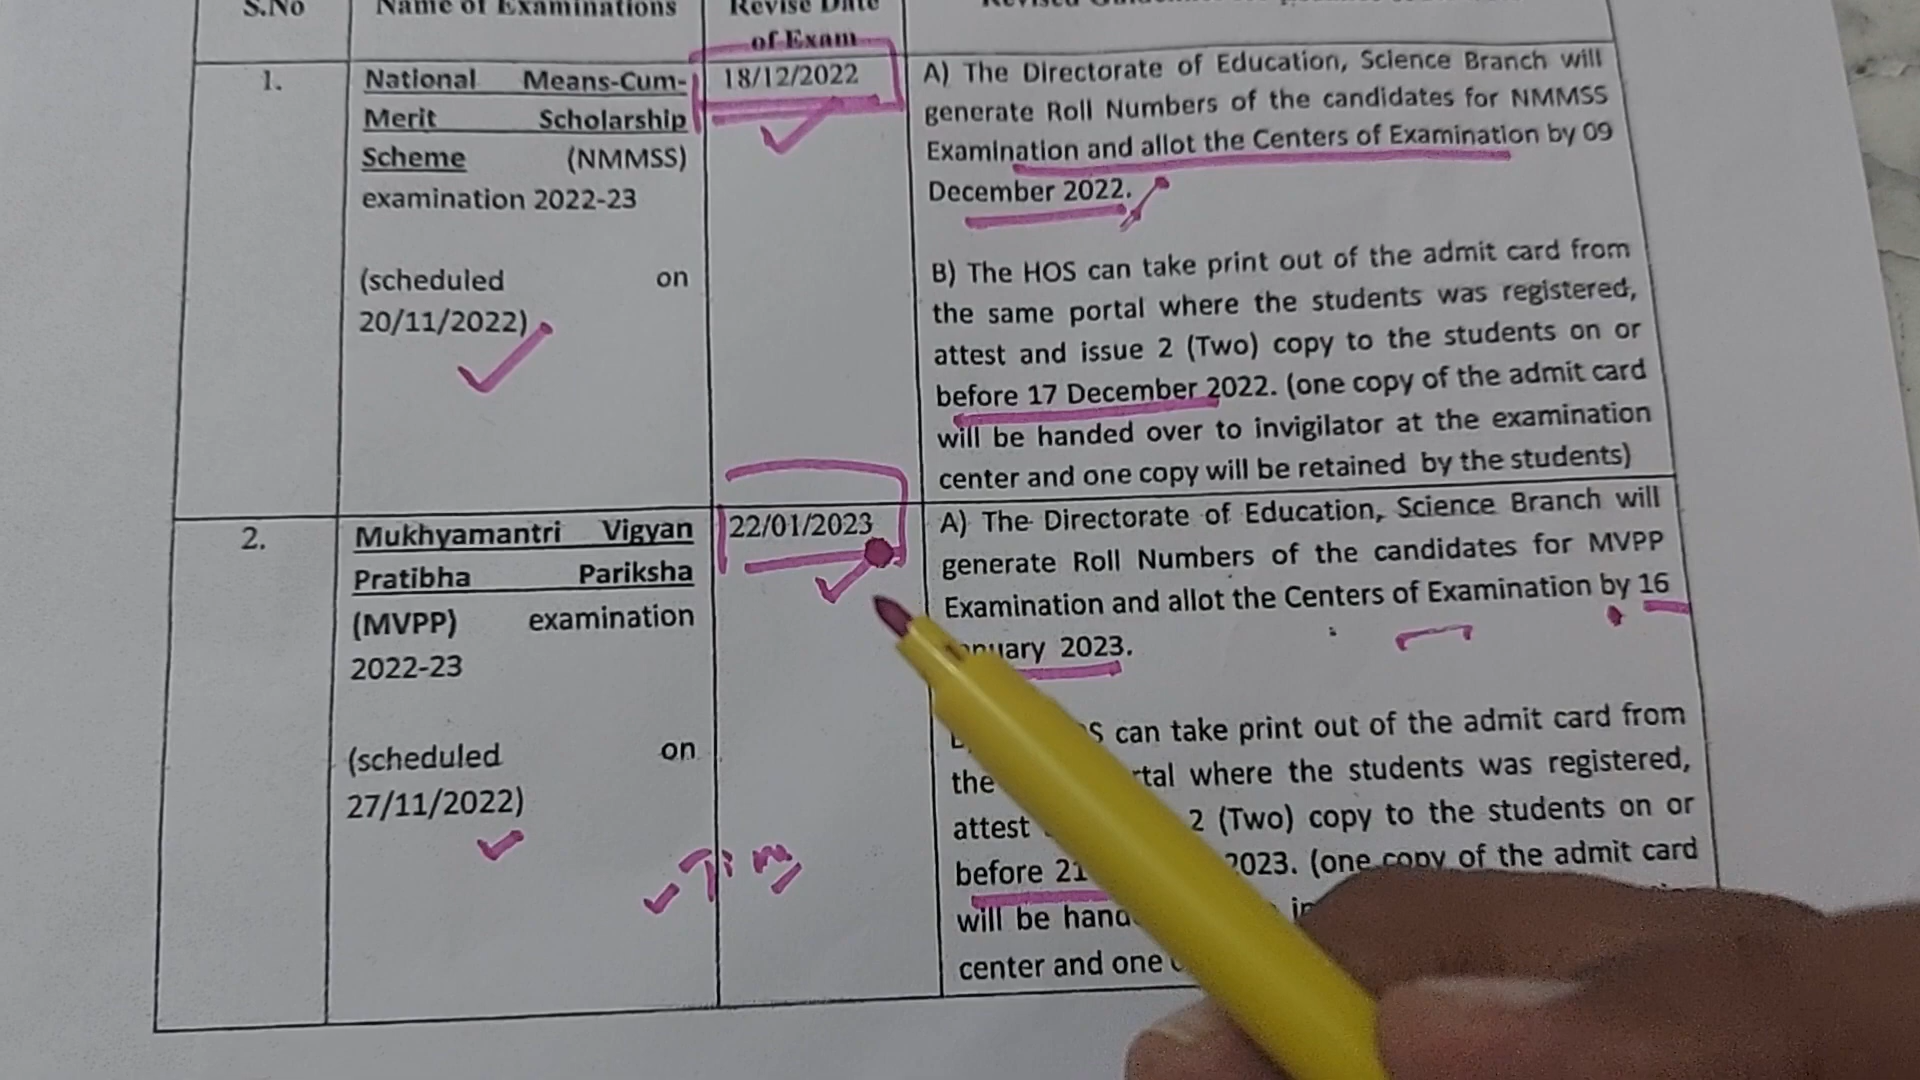 S.No
Name of Examinations
Revise Date
of Exam
1.
National Means-Cum-
Merit Scholarship
Scheme (NMMSS)
examination 2022-23
(scheduled on
20/11/2022)
18/12/2022
A) The Directorate of Education, Science Branch will
generate Roll Numbers of the candidates for NMMSS
Examination and allot the Centers of Examination by 09
December 2022.
B) The HOS can take print out of the admit card from
the same portal where the students was registered,
attest and issue 2 (Two) copy to the students on or
before 17 December 2022. (one copy of the admit card
will be handed over to invigilator at the examination
center and one copy will be retained by the students)
2.
Mukhyamantri Vigyan
Pratibha Pariksha
(MVPP) examination
2022-23
(scheduled on
27/11/2022)
22/01/2023
A) The Directorate of Education, Science Branch will
generate Roll Numbers of the candidates for MVPP
Examination and allot the Centers of Examination by 16
2023.
can take print out of the admit card from
the where the students was registered,
attest 2 (Two) copy to the students on or
before 21 2023. (one copy of the admit card
will be
center and one